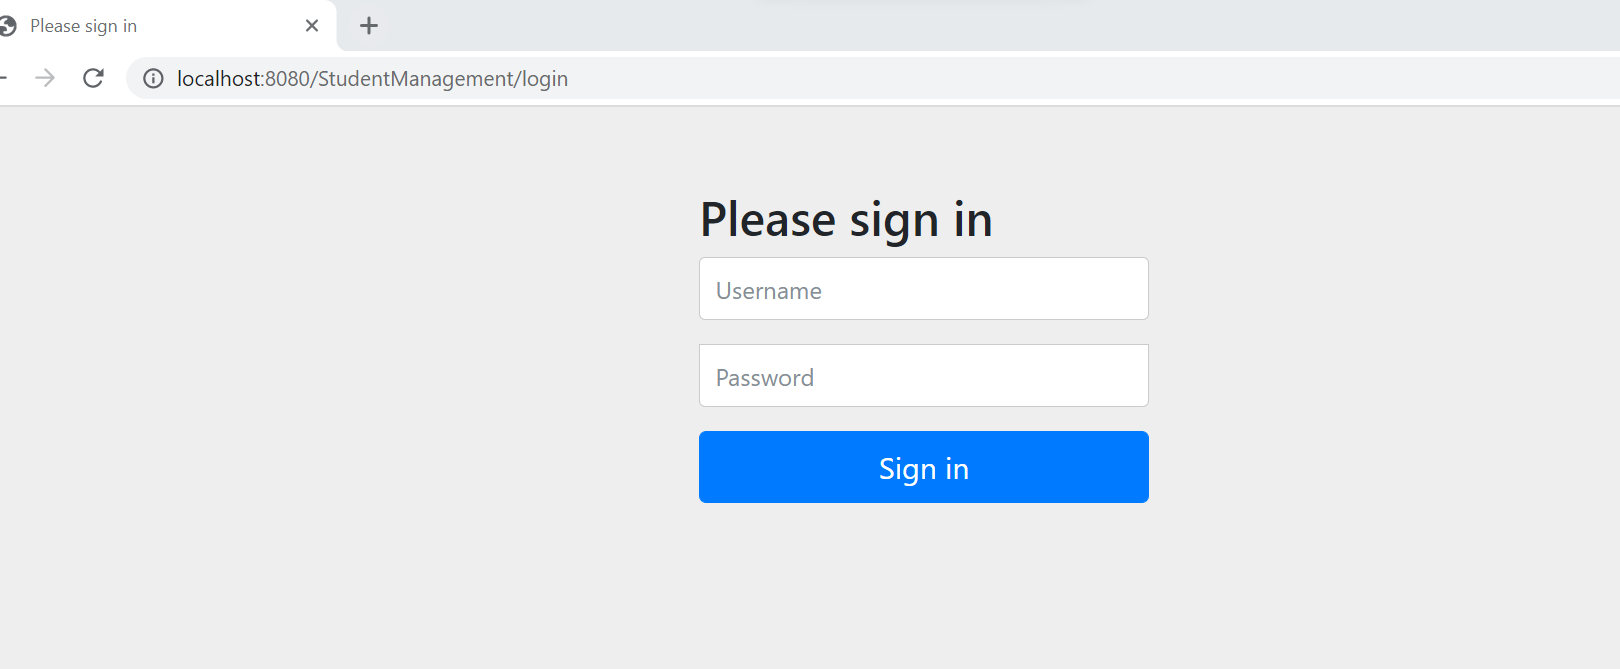 Please sign in
localhost:8080/StudentManagement/login
Please sign in
Username
Password
Sign in